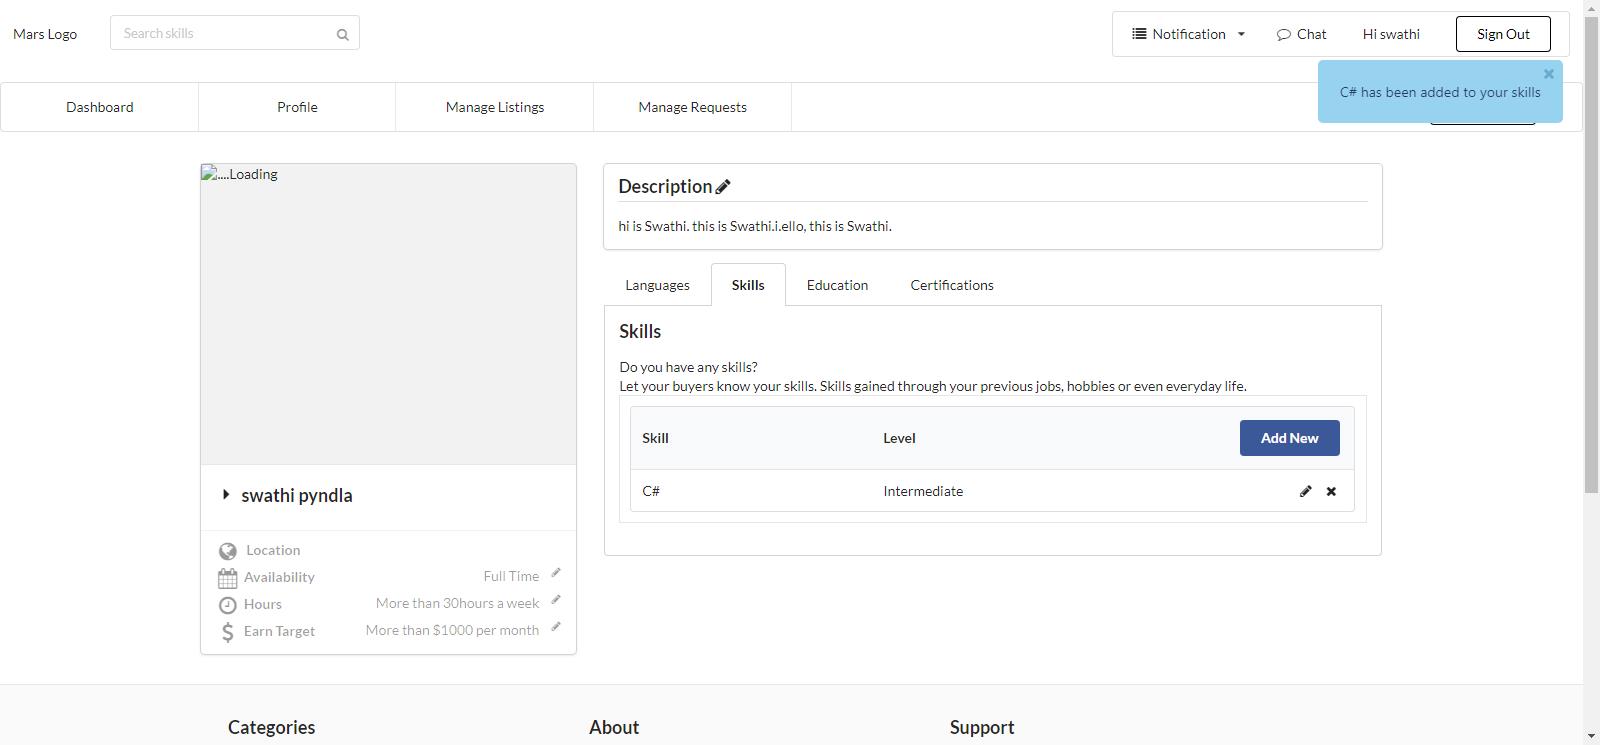 Mars Logo
Search skills
Notification
Chat
Hi swathi
Sign Out
C# has been added to your skills
Dashboard
Profile
Manage Listings
Manage Requests
....Loading
Description
hi is Swathi. this is Swathi.i.ello, this is Swathi.
Languages
Skills
Education
Certifications
Skills
Do you have any skills?
Let your buyers know your skills. Skills gained through your previous jobs, hobbies or even everyday life.
Skill
Level
Add New
C#
Intermediate
swathi pyndla
Location
Availability
Full Time
Hours
More than 30hours a week
Earn Target
More than $1000 per month
Categories
About
Support